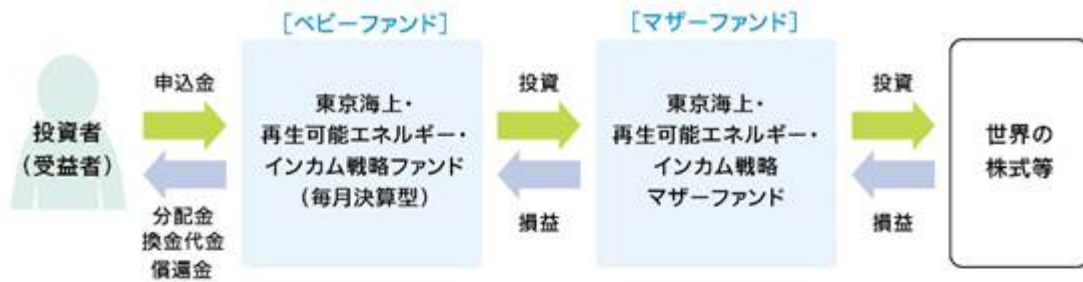 [ベビーファンド]
[マザーファンド]
投資者
(受益者)
申込金
分配金
換金代金
償還金
東京海上・
再生可能エネルギー・
インカム戦略ファンド
(毎月決算型)
投資
損益
東京海上・
再生可能エネルギー・
インカム戦略
マザーファンド
投資
損益
世界の
株式等